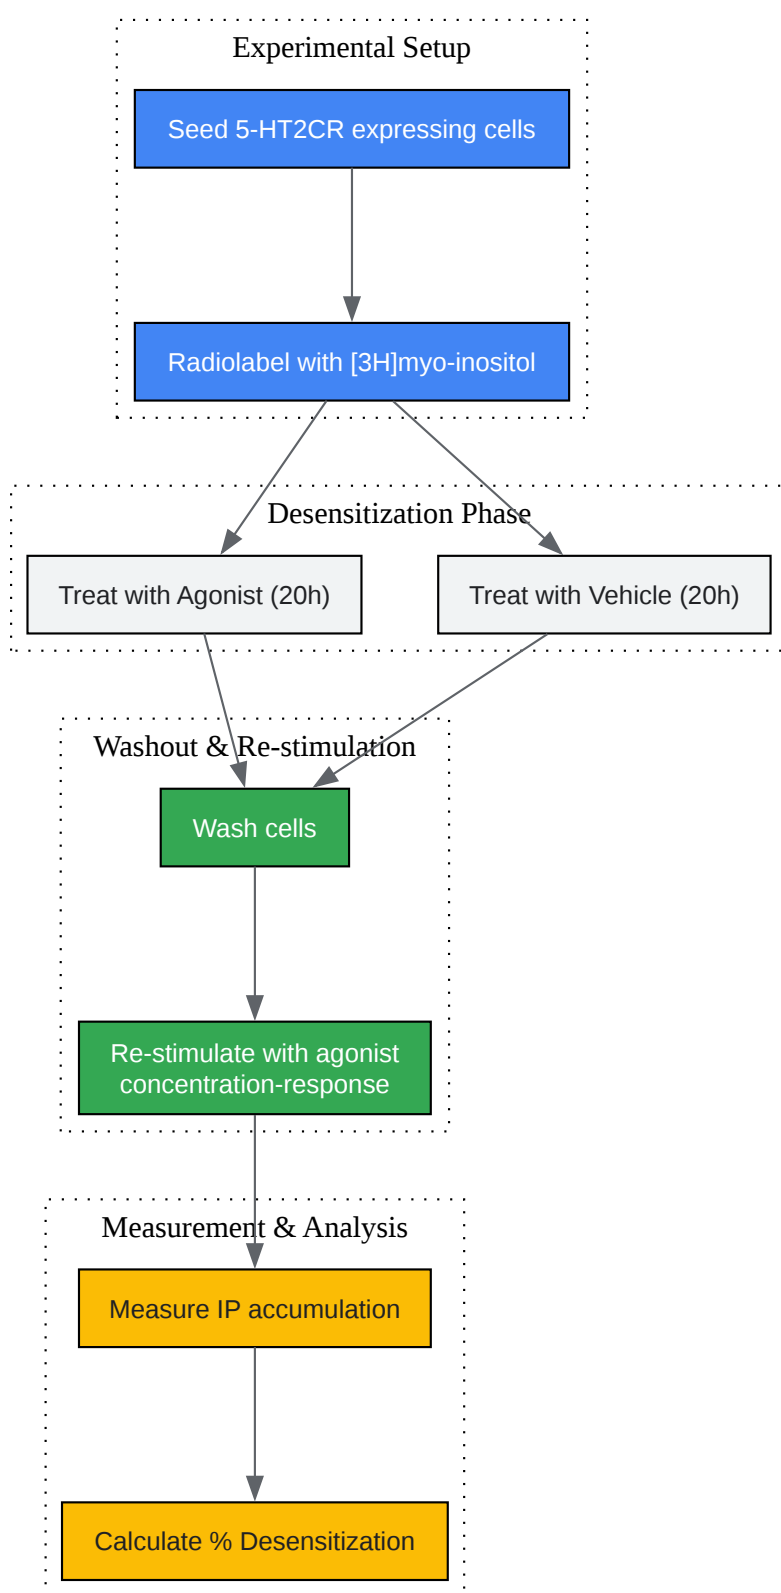 Experimental Setup
Seed 5-HT2CR expressing cells
Radiolabel with [3H]myo-inositol
Desensitization Phase
Treat with Agonist (20h)
Treat with Vehicle (20h)
Washout & Re-stimulation
Wash cells
Re-stimulate with agonist
concentration-response
Measurement & Analysis
Measure IP accumulation
Calculate % Desensitization